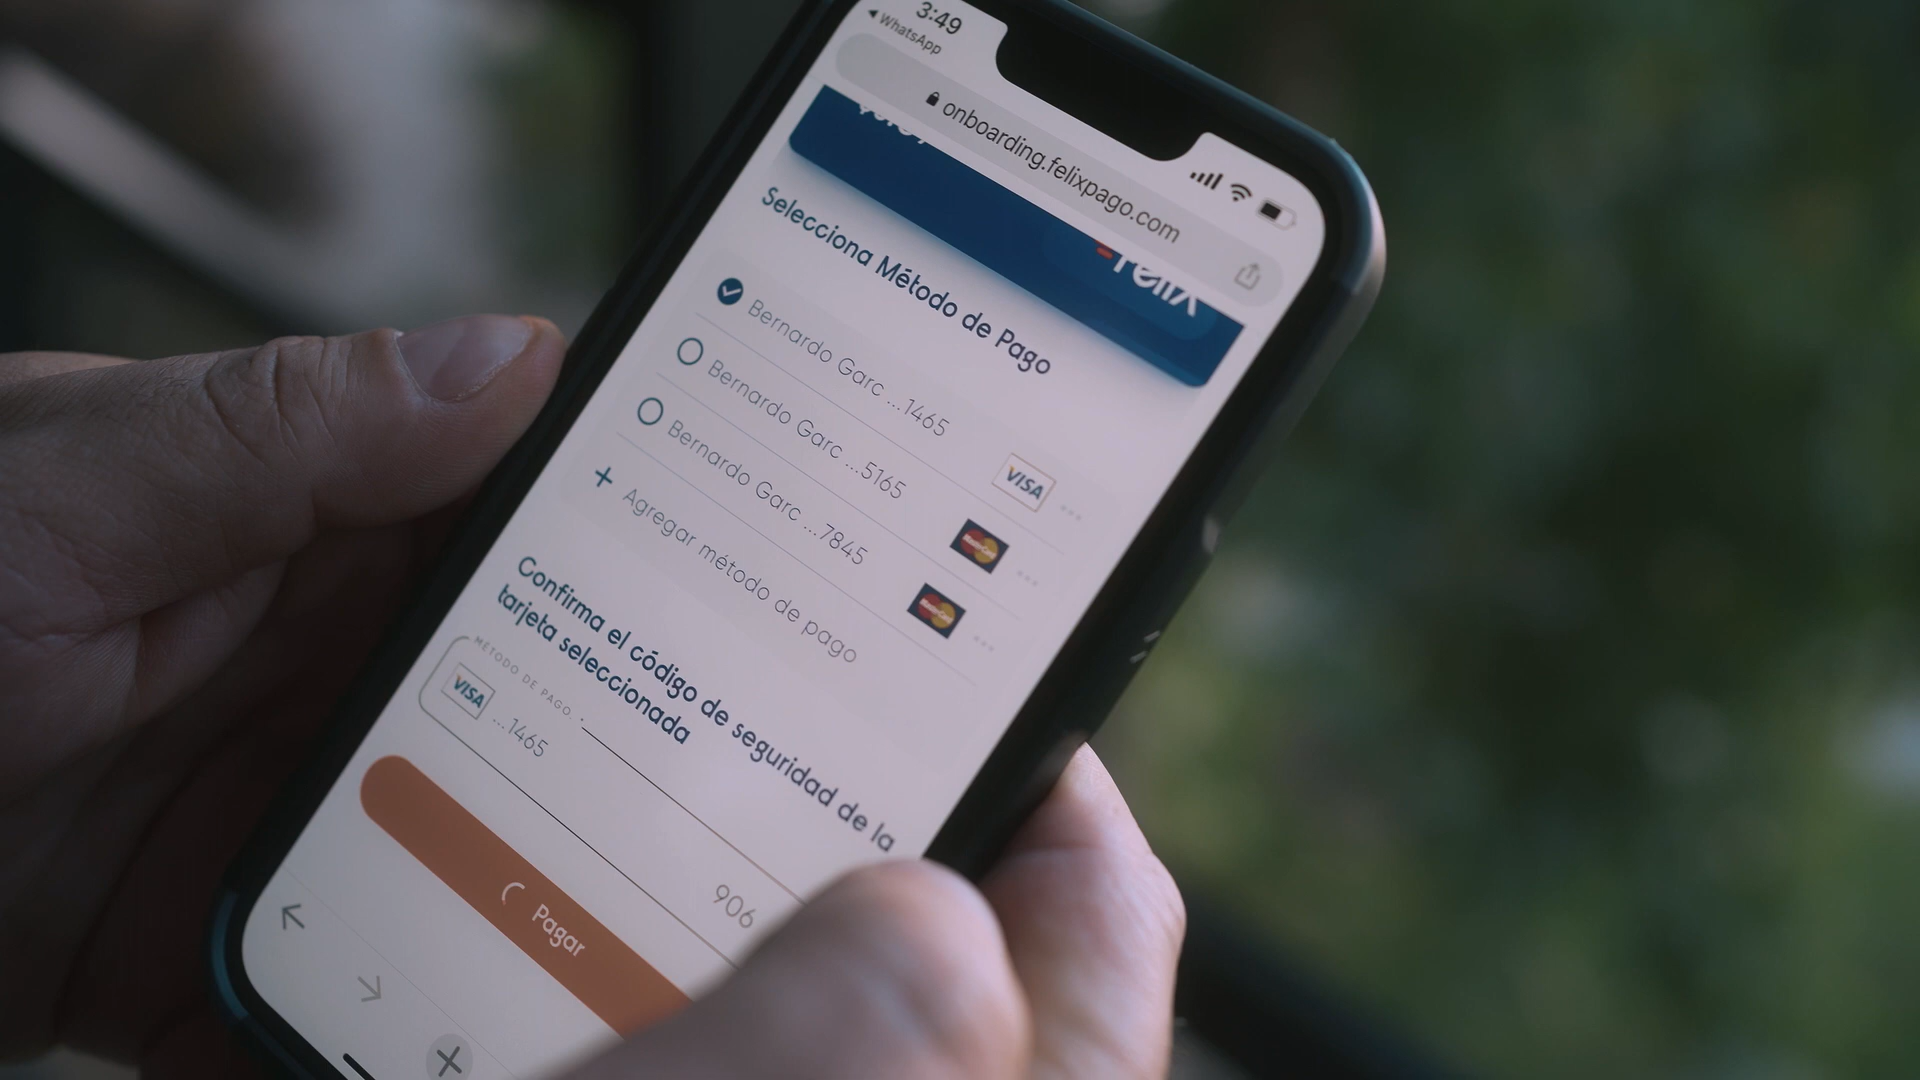 3:49
WhatsApp
onboarding.felixpago.com
felix
Selecciona Método de Pago
Bernardo Garc ...1465
VISA
Bernardo Garc ...5165
MasterCard
Bernardo Garc ...7845
MasterCard
Agregar método de pago
Confirma el código de seguridad de la
tarjeta seleccionada
MÉTODO DE PAGO
VISA ...1465
906
Pagar